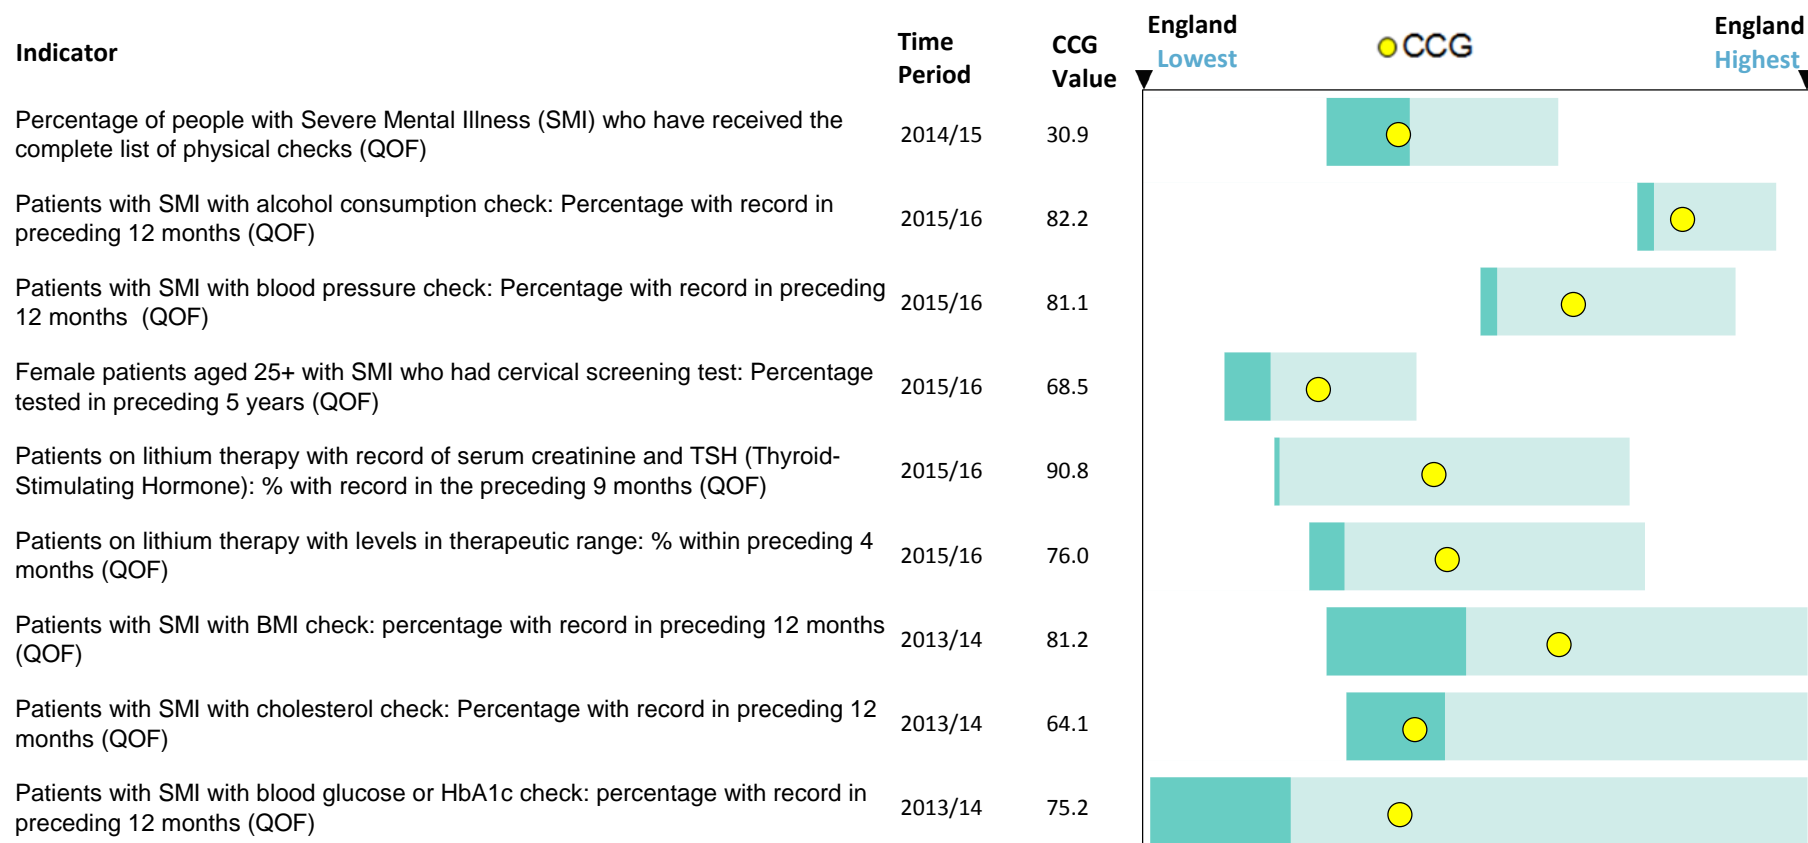 Indicator
Time Period
CCG Value
England Lowest
CCG
England Highest
Percentage of people with Severe Mental Illness (SMI) who have received the
complete list of physical checks (QOF)
2014/15
30.9
Patients with SMI with alcohol consumption check: Percentage with record in
preceding 12 months (QOF)
2015/16
82.2
Patients with SMI with blood pressure check: Percentage with record in preceding
12 months  (QOF)
2015/16
81.1
Female patients aged 25+ with SMI who had cervical screening test: Percentage
tested in preceding 5 years (QOF)
2015/16
68.5
Patients on lithium therapy with record of serum creatinine and TSH (Thyroid-
Stimulating Hormone): % with record in the preceding 9 months (QOF)
2015/16
90.8
Patients on lithium therapy with levels in therapeutic range: % within preceding 4
months (QOF)
2015/16
76.0
Patients with SMI with BMI check: percentage with record in preceding 12 months
(QOF)
2013/14
81.2
Patients with SMI with cholesterol check: Percentage with record in preceding 12
months (QOF)
2013/14
64.1
Patients with SMI with blood glucose or HbA1c check: percentage with record in
preceding 12 months (QOF)
2013/14
75.2